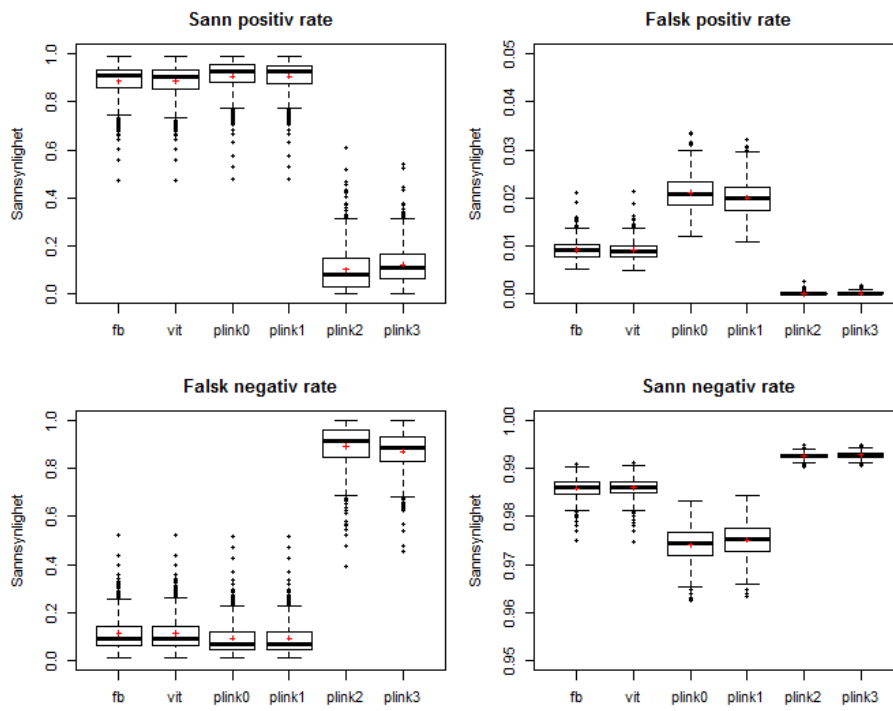 Sann positiv rate
Sannsynlighet
1.0
0.8
0.6
0.4
0.2
0.0
fb vit plink0 plink1 plink2 plink3
Falsk positiv rate
Sannsynlighet
0.05
0.04
0.03
0.02
0.01
0.00
fb vit plink0 plink1 plink2 plink3
Falsk negativ rate
Sannsynlighet
1.0
0.8
0.6
0.4
0.2
0.0
fb vit plink0 plink1 plink2 plink3
Sann negativ rate
Sannsynlighet
1.00
0.99
0.98
0.97
0.96
0.95
fb vit plink0 plink1 plink2 plink3